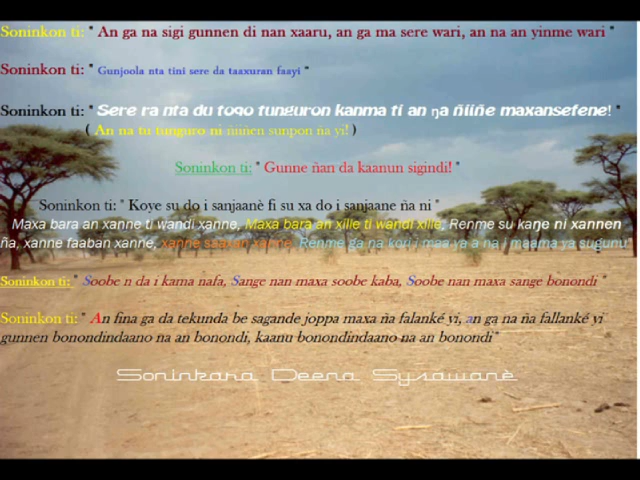 Soninkon ti: " An ga na sigi gunnen di nan xaaru, an ga ma sere wari, an na an yinme wari "
Soninkon ti: " Gunjoola nta tini sere da taaxuran faayi "
Soninkon ti: " Sere ra nta du toqo tunguron kanma ti an ŋa ñiiñe maxansefene! "
( An na tu tunguro ni ñiiñen sunpon ña yi! )
Soninkon ti: " Gunne ñan da kaanun sigindi! "
Soninkon ti: " Koye su do i sanjaanè fi su xa do i sanjaane ña ni "
Maxa bara an xanne ti wandi xanne, Maxa bara an xille ti wandi xille, Renme su kaŋe ni xannen
ña, xanne faaban xanne, xanne saaxan xanne. Renme ga na kori i maa ya a na i maama ya sugunu"
Soninkon ti: " Soobe n da i kama nafa, Sange nan maxa soobe kaba, Soobe nan maxa sange bonondi "
Soninkon ti: " An fina ga da tekunda be sagande joppa maxa ña falanké yi, an ga na ña fallanké yi
gunnen bonondindaano na an bonondi, kaanu bonondindaano na an bonondi"
Soninkara Deena Sysawanè